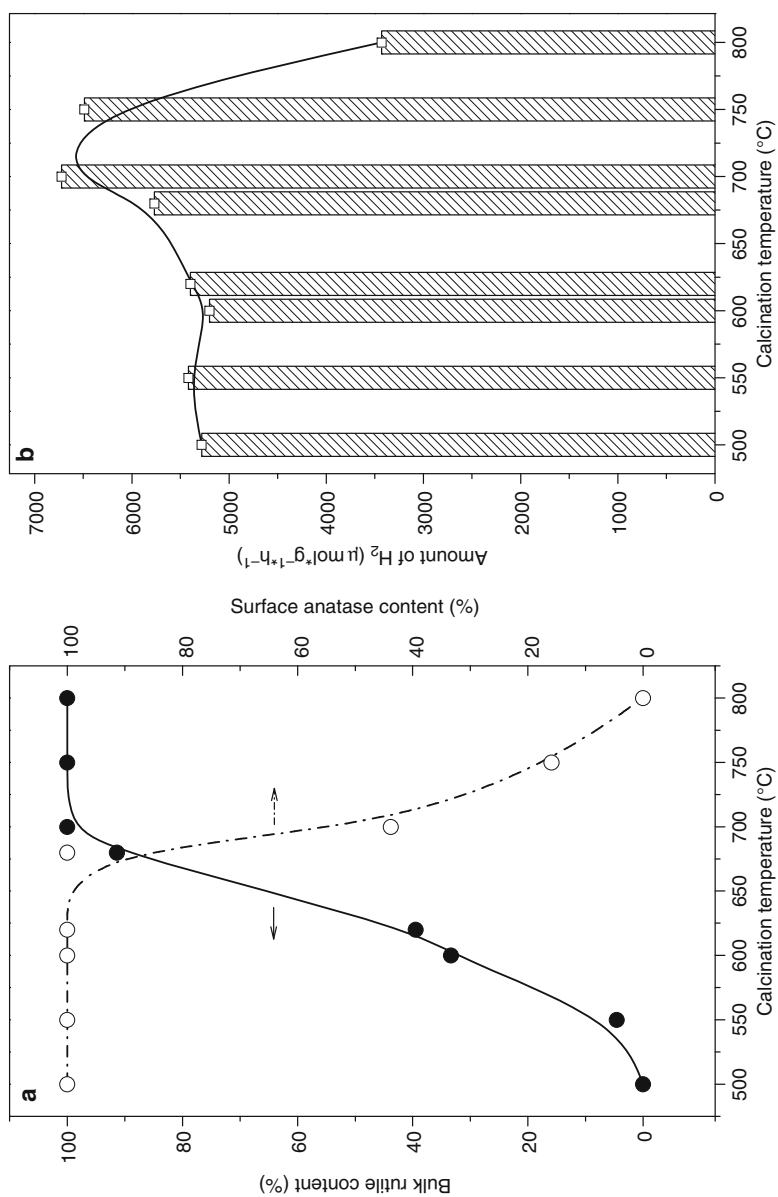 a
Bulk rutile content (%)
100
80
60
40
20
0
Surface anatase content (%)
100
80
60
40
20
0
500 550 600 650 700 750 800
Calcination temperature (°C)
b
Amount of H₂ (μ mol*g⁻¹*h⁻¹)
7000
6000
5000
4000
3000
2000
1000
0
500 550 600 650 700 750 800
Calcination temperature (°C)